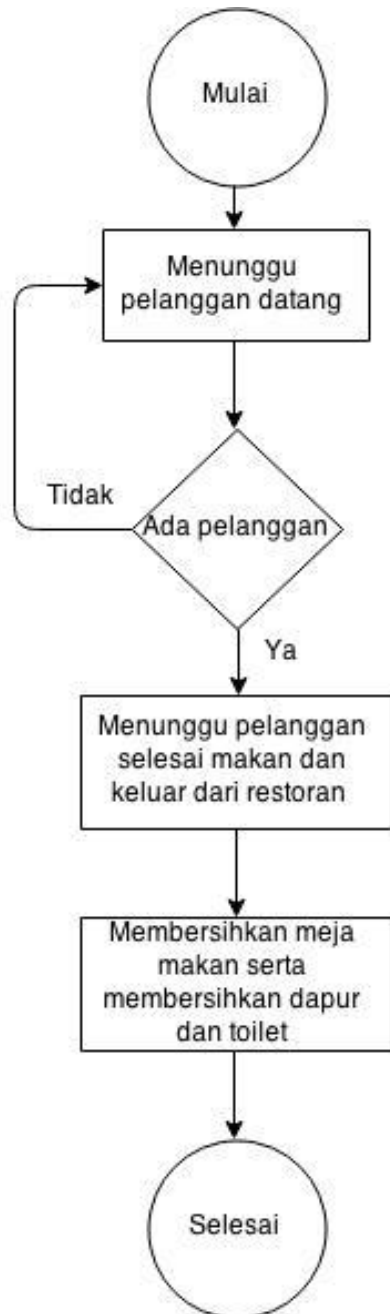 Mulai
Menunggu
pelanggan datang
Tidak
Ada pelanggan
Ya
Menunggu pelanggan
selesai makan dan
keluar dari restoran
Membersihkan meja
makan serta
membersihkan dapur
dan toilet
Selesai